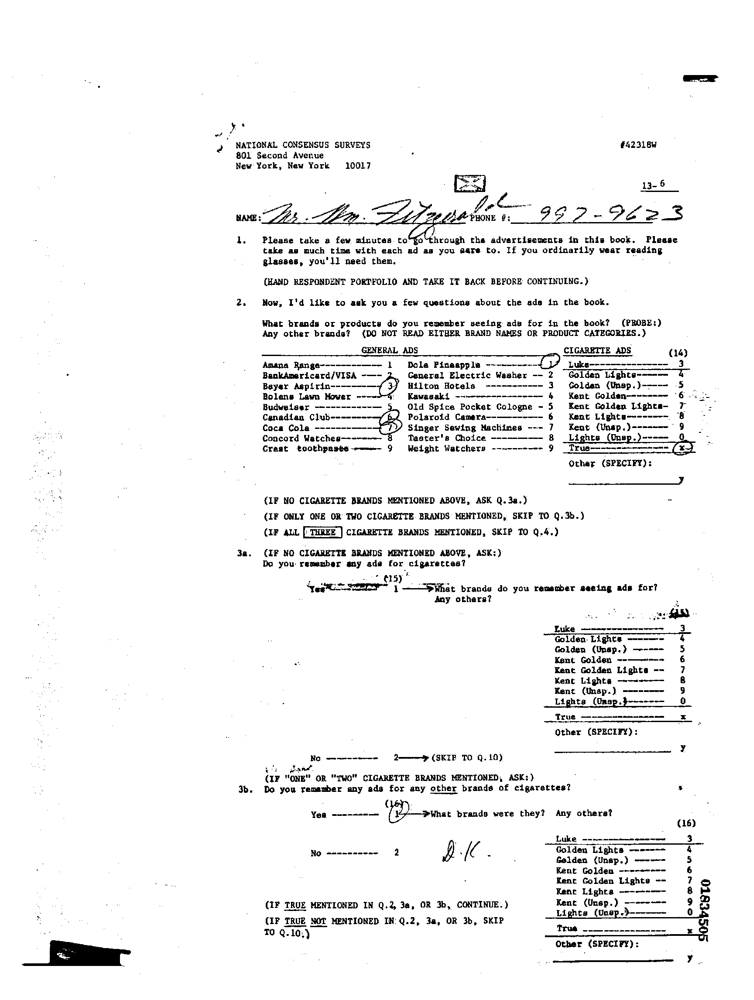 NATIONAL CONSENSUS SURVEYS #42318W
801 Second Avenue
New York, New York 10017
13-6
NAME: Mr. Wm. Fitzgerald PHONE #: 997-9623
1. Please take a few minutes to go through the advertisements in this book. Please
take as much time with each ad as you care to. If you ordinarily wear reading
glasses, you'll need them.
(HAND RESPONDENT PORTFOLIO AND TAKE IT BACK BEFORE CONTINUING.)
2. Now, I'd like to ask you a few questions about the ads in the book.
What brands or products do you remember seeing ads for in the book? (PROBE:)
Any other brands? (DO NOT READ EITHER BRAND NAMES OR PRODUCT CATEGORIES.)
GENERAL ADS CIGARETTE ADS (14)
Amana Range------------ 1 Dole Pineapple ---------- 1 Luke---------------- 3
BankAmericard/VISA ---- 2 General Electric Washer -- 2 Golden Lights------- 4
Bayer Aspirin---------- 3 Hilton Hotels ----------- 3 Golden (Unsp.)----- 5
Bolens Lawn Mower ----- 4 Kawasaki ---------------- 4 Kent Golden--------- 6
Budweiser ------------- 5 Old Spice Pocket Cologne - 5 Kent Golden Lights- 7
Canadian Club---------- 6 Polaroid Camera---------- 6 Kent Lights--------- 8
Coca Cola ------------- 7 Singer Sewing Machines --- 7 Kent (Unsp.)-------- 9
Concord Watches-------- 8 Taster's Choice --------- 8 Lights (Unsp.)------ 0
Crest toothpaste ------ 9 Weight Watchers --------- 9 True---------------- x
Other (SPECIFY):
y
(IF NO CIGARETTE BRANDS MENTIONED ABOVE, ASK Q.3a.)
(IF ONLY ONE OR TWO CIGARETTE BRANDS MENTIONED, SKIP TO Q.3b.)
(IF ALL THREE CIGARETTE BRANDS MENTIONED, SKIP TO Q.4.)
3a. (IF NO CIGARETTE BRANDS MENTIONED ABOVE, ASK:)
Do you remember any ads for cigarettes?
(15)
Yes --------- 1 What brands do you remember seeing ads for?
Any others?
Luke ---------------- 3
Golden Lights ------- 4
Golden (Unsp.) ------ 5
Kent Golden --------- 6
Kent Golden Lights -- 7
Kent Lights --------- 8
Kent (Unsp.) -------- 9
Lights (Unsp.)------- 0
True ---------------- x
Other (SPECIFY):
y
No --------- 2 (SKIP TO Q.10)
(IF "ONE" OR "TWO" CIGARETTE BRANDS MENTIONED, ASK:)
3b. Do you remember any ads for any other brands of cigarettes?
(16)
Yes -------- 1 What brands were they? Any others?
(16)
Luke ---------------- 3
No ---------- 2 D.K. Golden Lights ------- 4
Golden (Unsp.) ------ 5
Kent Golden --------- 6
Kent Golden Lights -- 7
Kent Lights --------- 8
(IF TRUE MENTIONED IN Q.2, 3a, OR 3b, CONTINUE.) Kent (Unsp.) -------- 9
(IF TRUE NOT MENTIONED IN Q.2, 3a, OR 3b, SKIP Lights (Unsp.)------- 0
TO Q.10.) True ---------------- x
Other (SPECIFY):
y
01834505